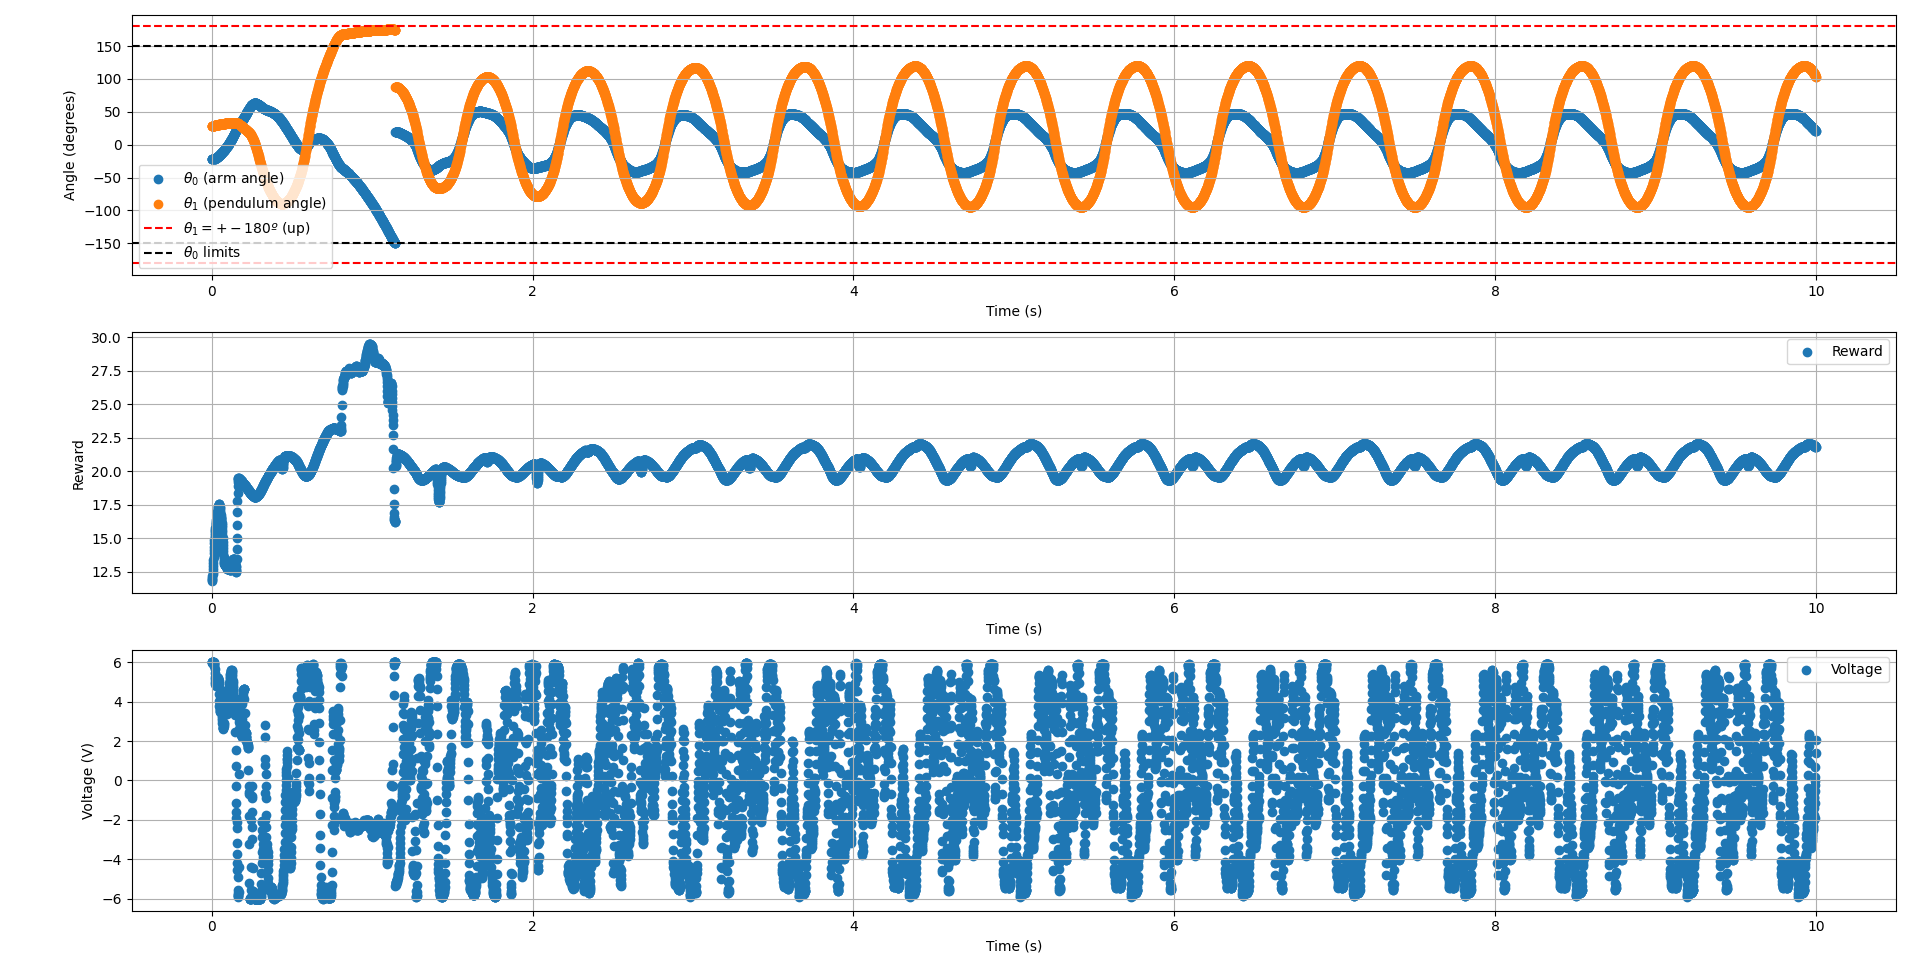 150
100
50
0
−50
−100
−150
Angle (degrees)
θ0 (arm angle)
θ1 (pendulum angle)
θ1 = + − 180º (up)
θ0 limits
0 2 4 6 8 10
Time (s)
30.0
27.5
25.0
22.5
20.0
17.5
15.0
12.5
Reward
Reward
0 2 4 6 8 10
Time (s)
6
4
2
0
−2
−4
−6
Voltage (V)
Voltage
0 2 4 6 8 10
Time (s)